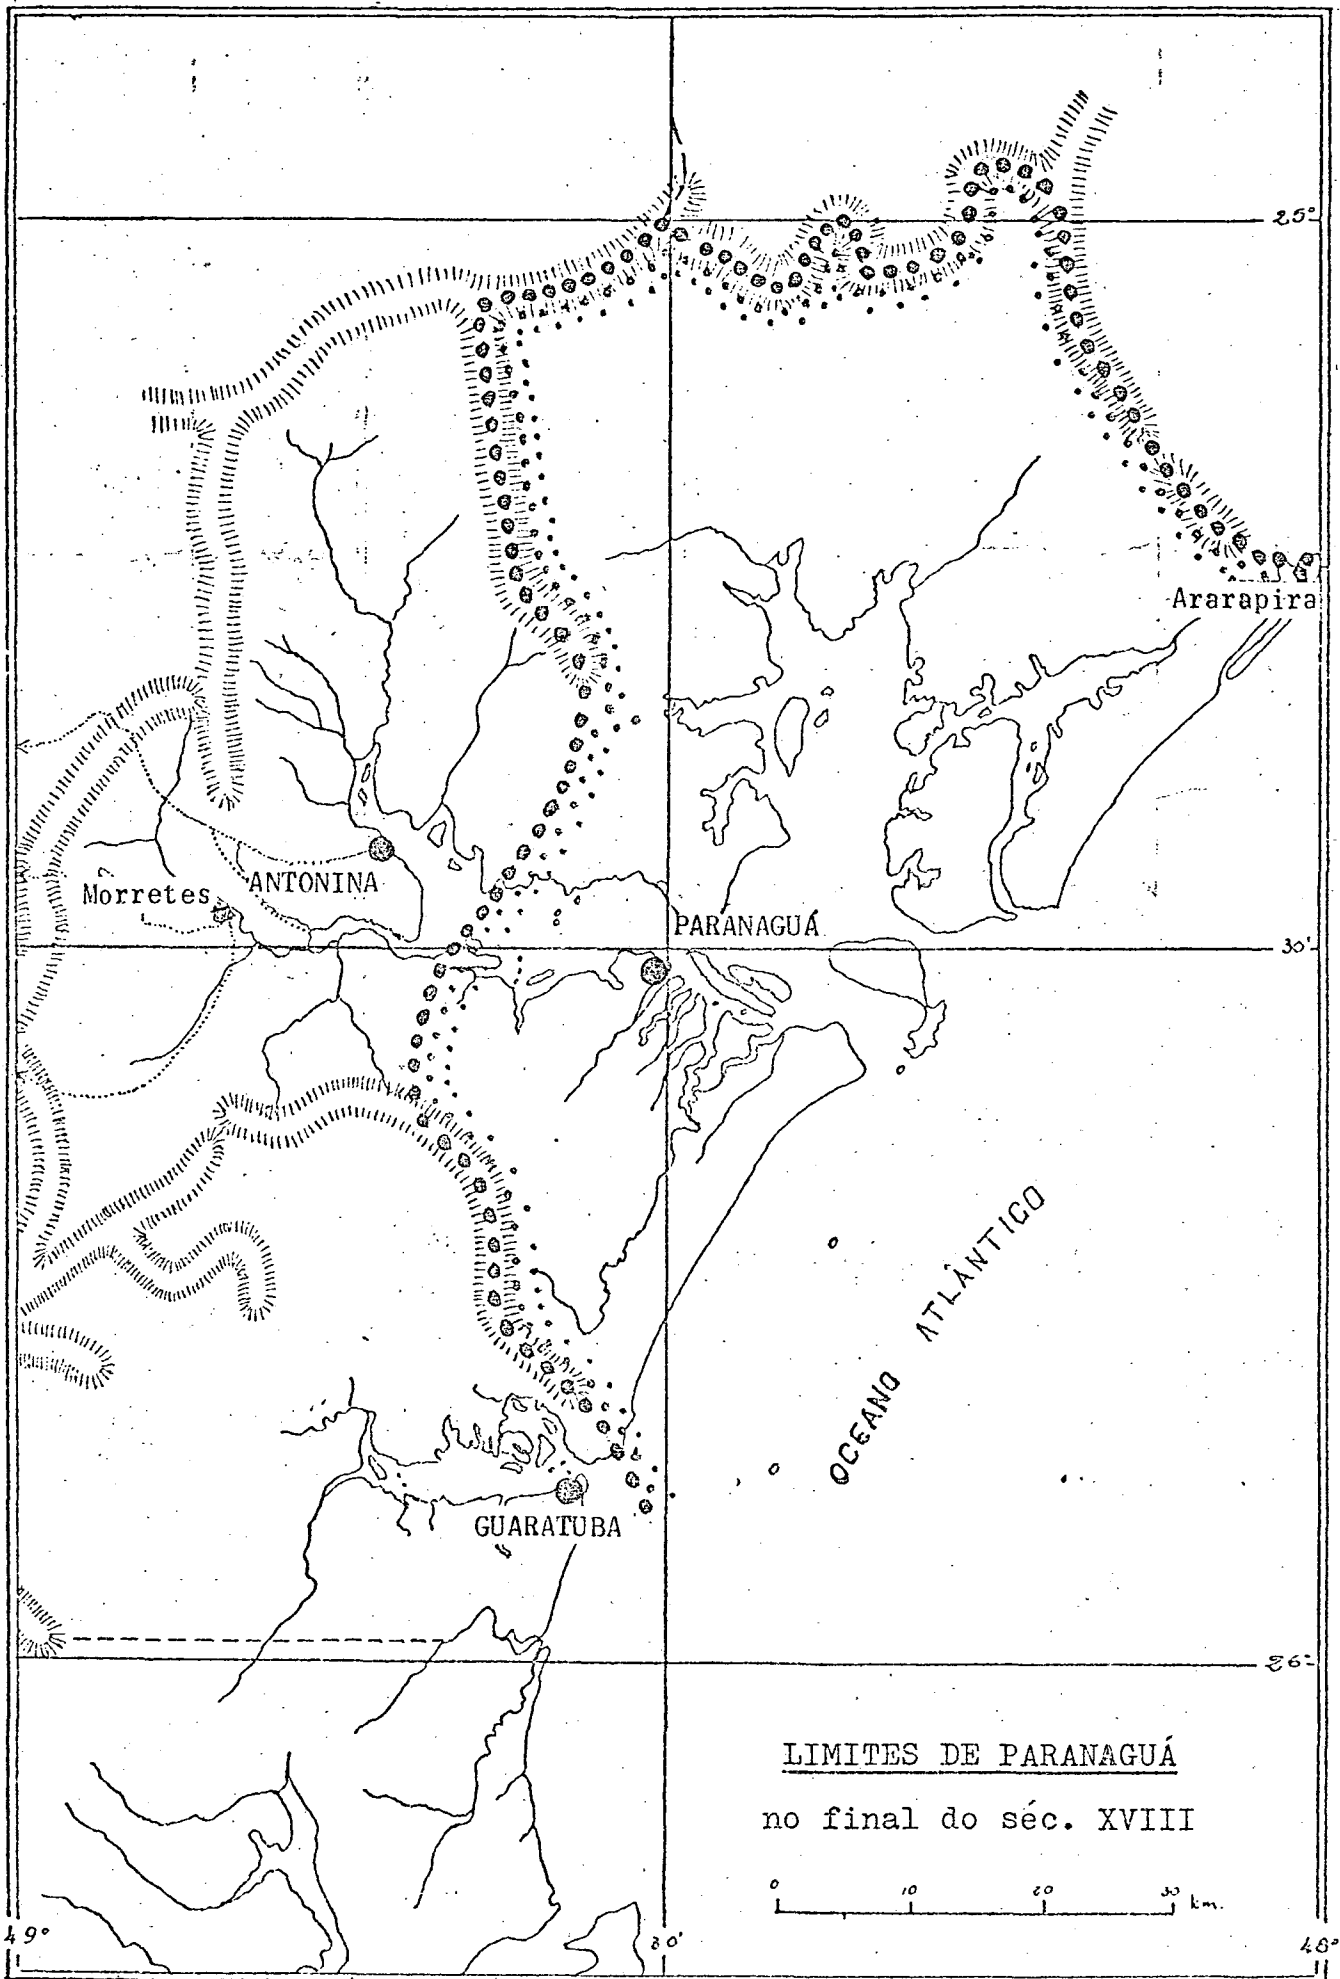 25°
Ararapira
ANTONINA
Morretes
PARANAGUÁ
30'
OCEANO ATLÂNTICO
GUARATUBA
26°
LIMITES DE PARANAGUÁ
no final do séc. XVIII
0 10 20 30 km.
49° 30' 48°